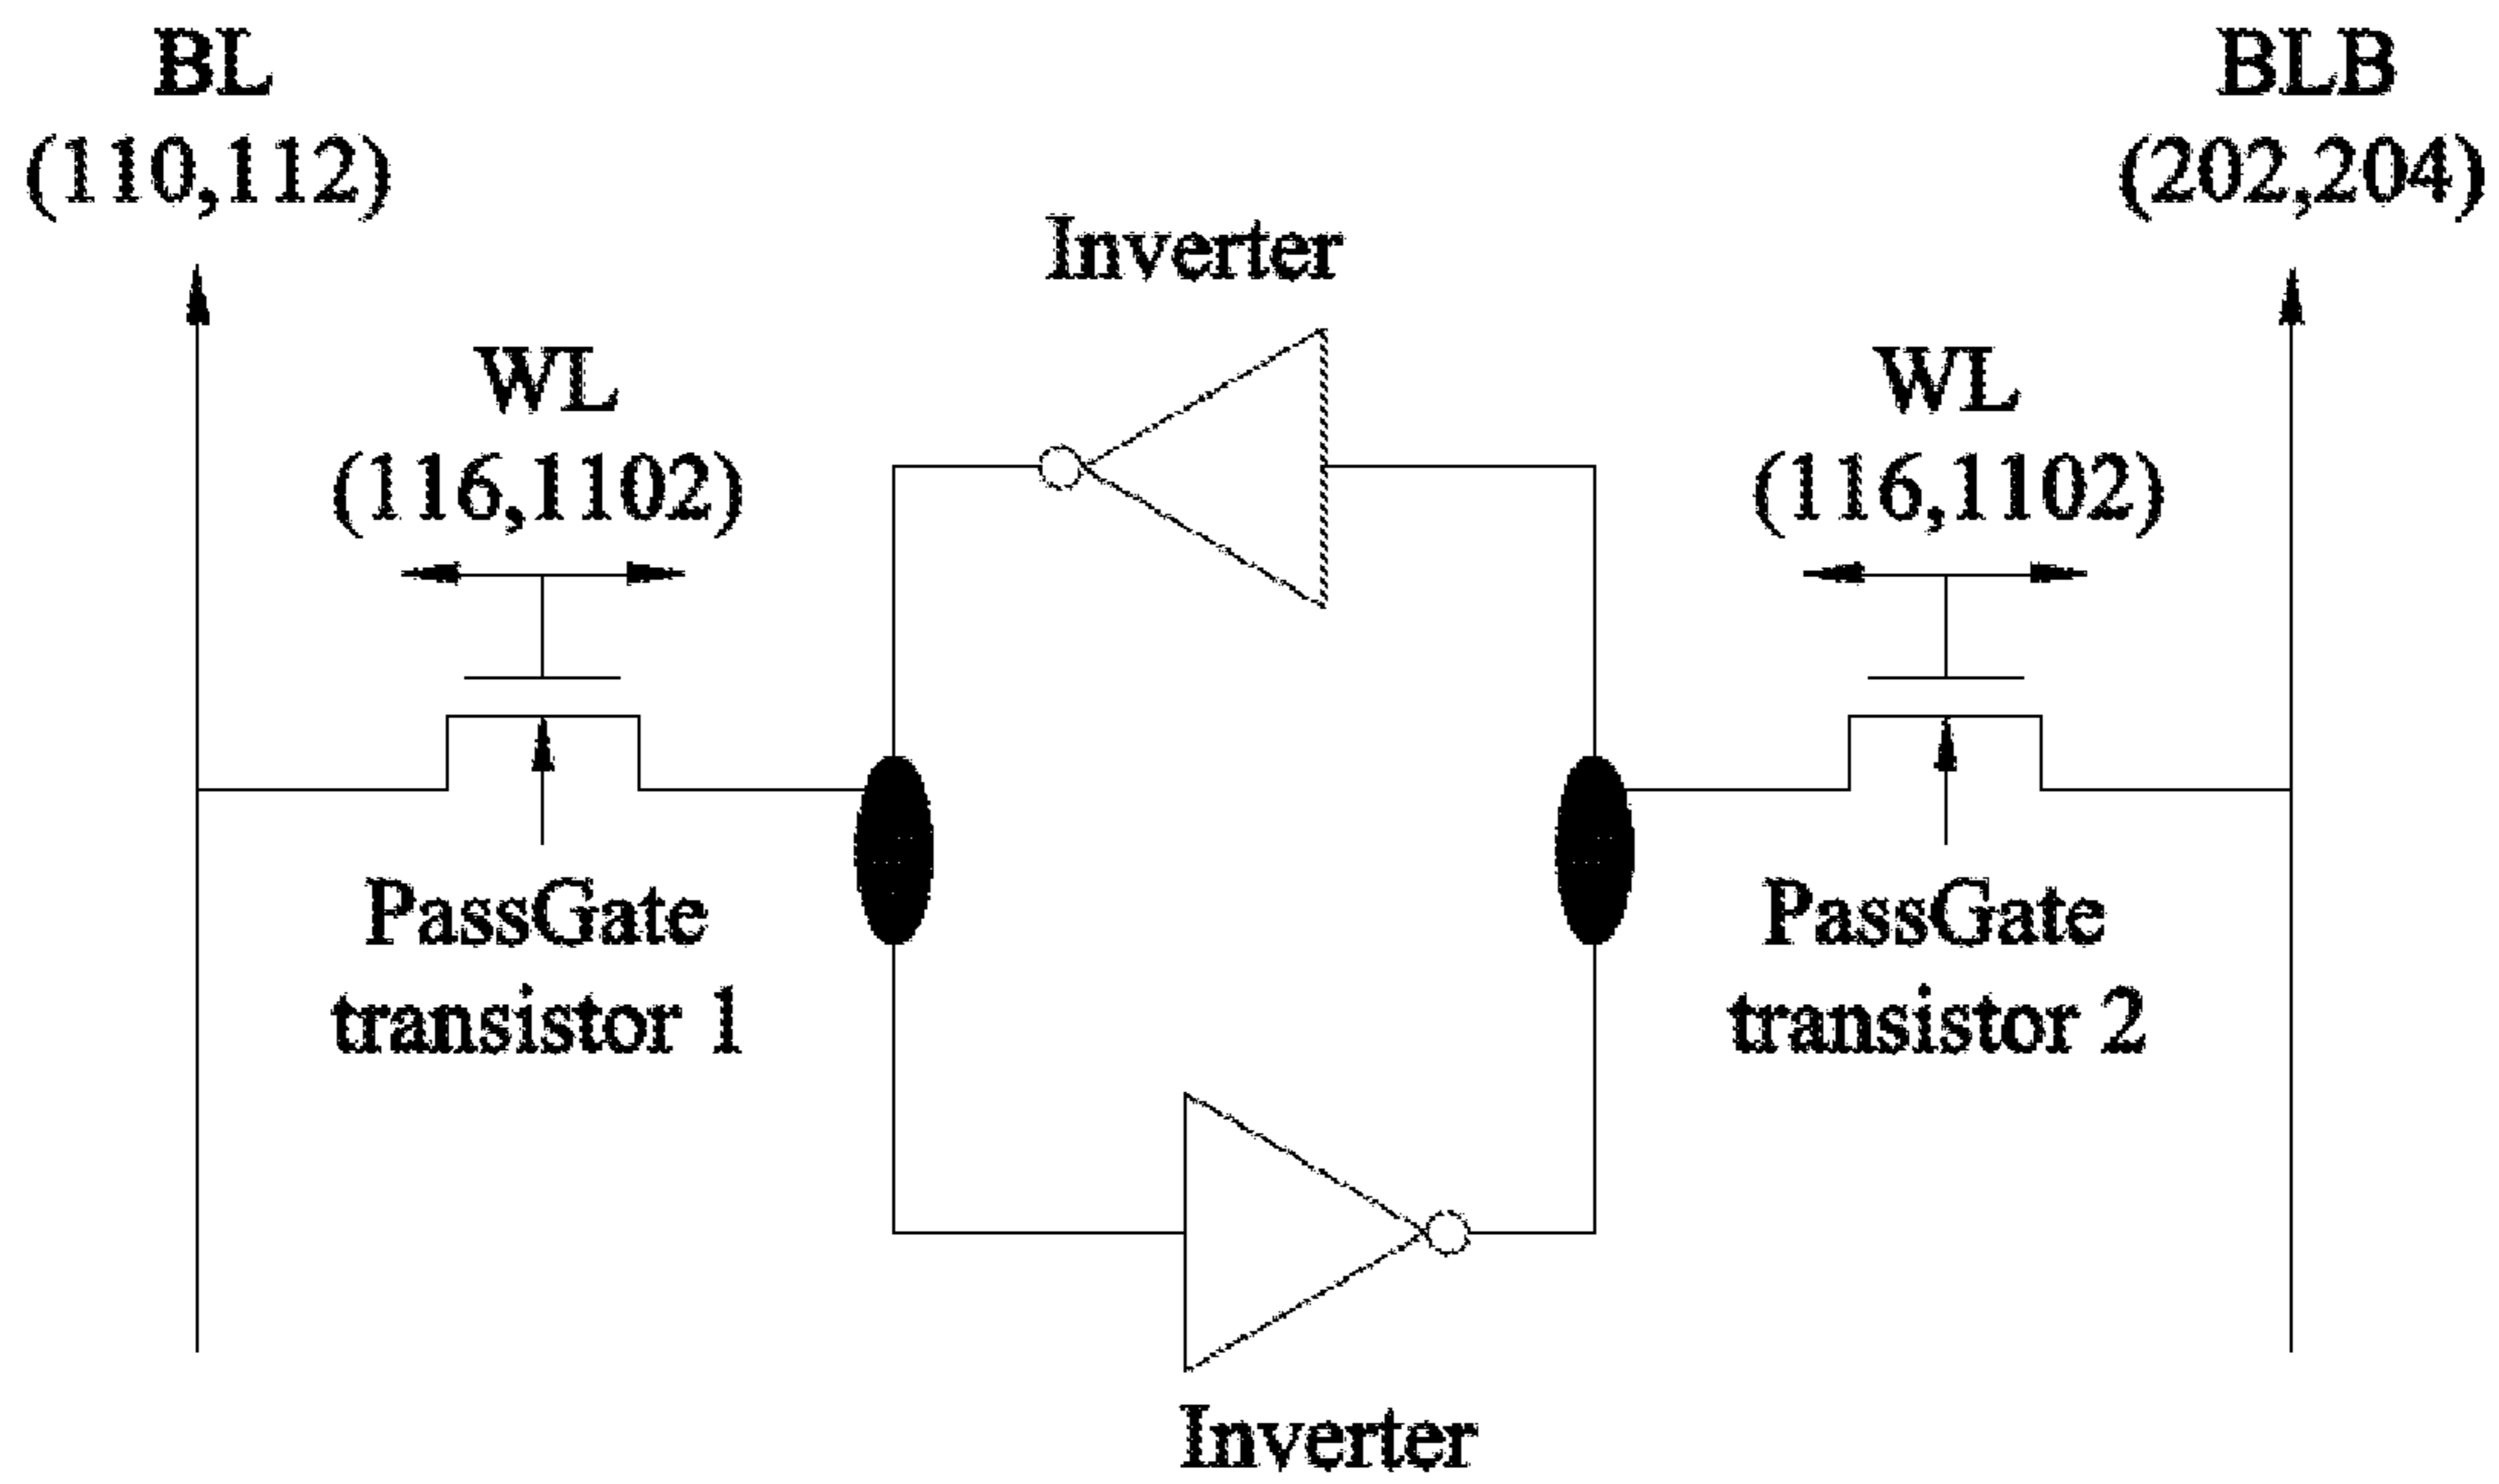 BL
(110,112)
BLB
(202,204)
Inverter
WL
(116,1102)
WL
(116,1102)
PassGate
transistor 1
PassGate
transistor 2
Inverter